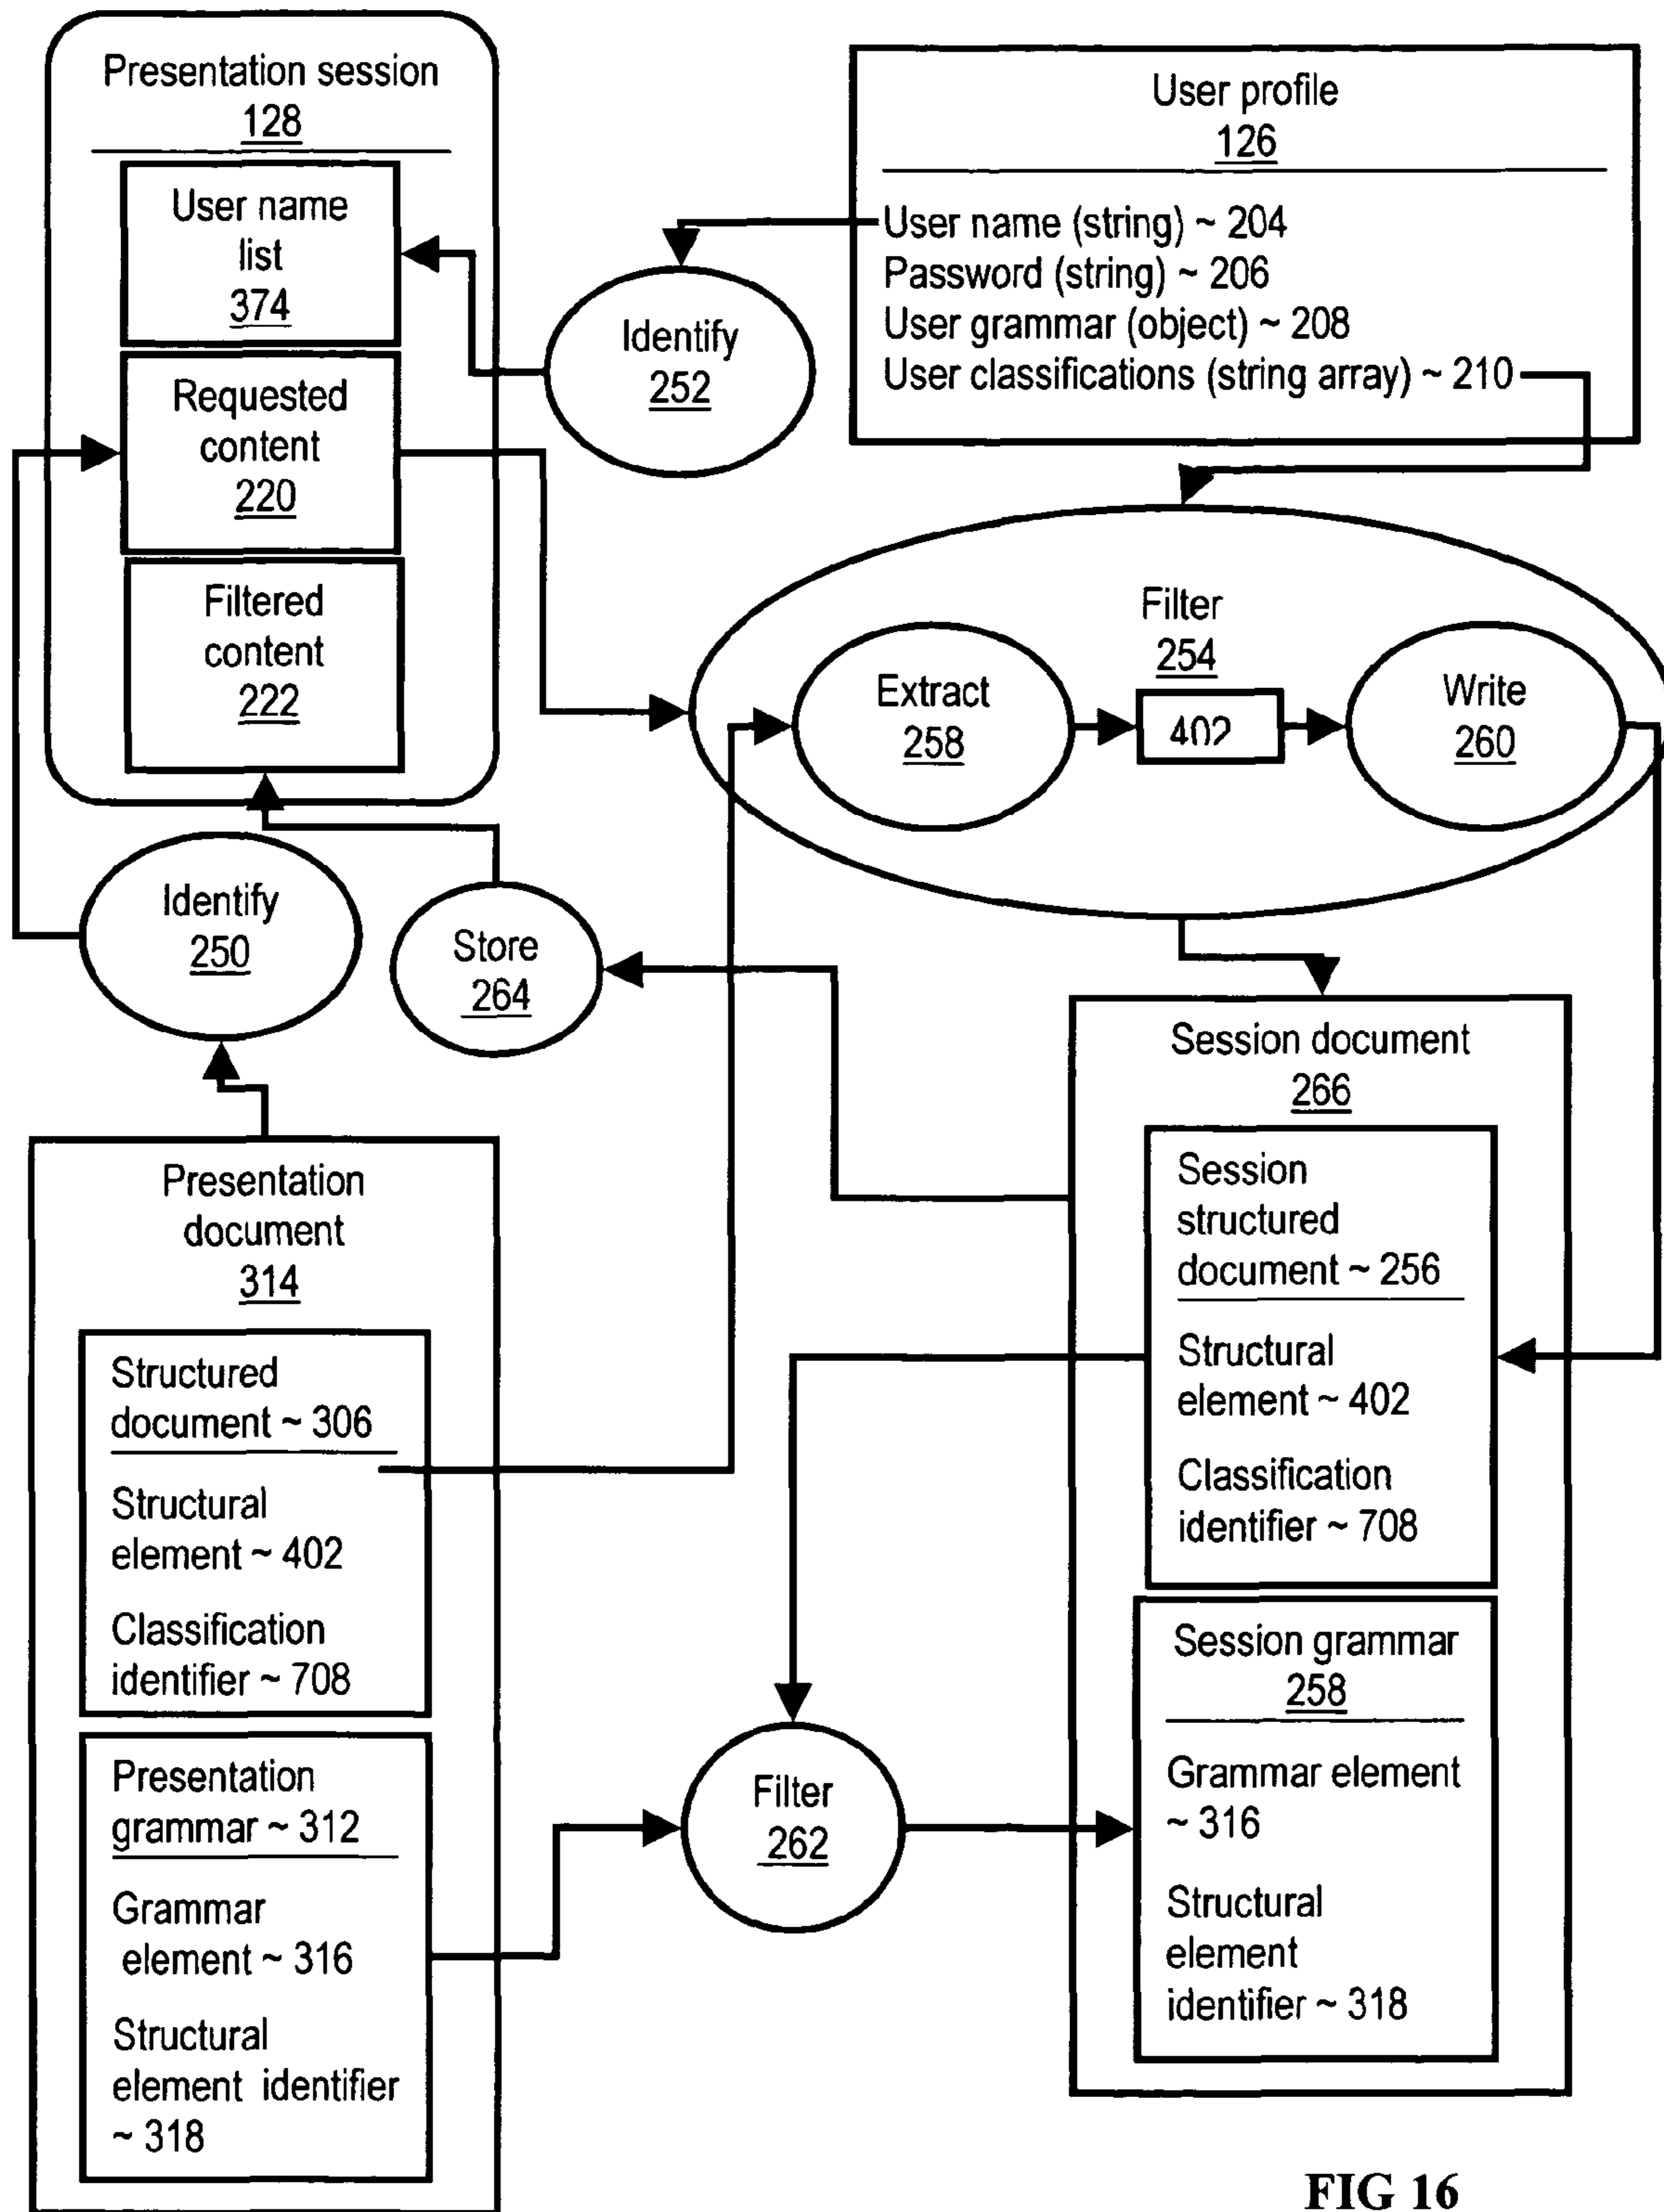 Presentation session
128
User name
list
374
Requested
content
220
Filtered
content
222
User profile
126
User name (string) ~ 204
Password (string) ~ 206
User grammar (object) ~ 208
User classifications (string array) ~ 210
Identify
252
Filter
254
Extract
258
402
Write
260
Identify
250
Store
264
Session document
266
Session
structured
document ~ 256
Structural
element ~ 402
Classification
identifier ~ 708
Session grammar
258
Grammar element
~ 316
Structural
element
identifier ~ 318
Presentation
document
314
Structured
document ~ 306
Structural
element ~ 402
Classification
identifier ~ 708
Presentation
grammar ~ 312
Grammar
element ~ 316
Structural
element identifier
~ 318
Filter
262
FIG 16